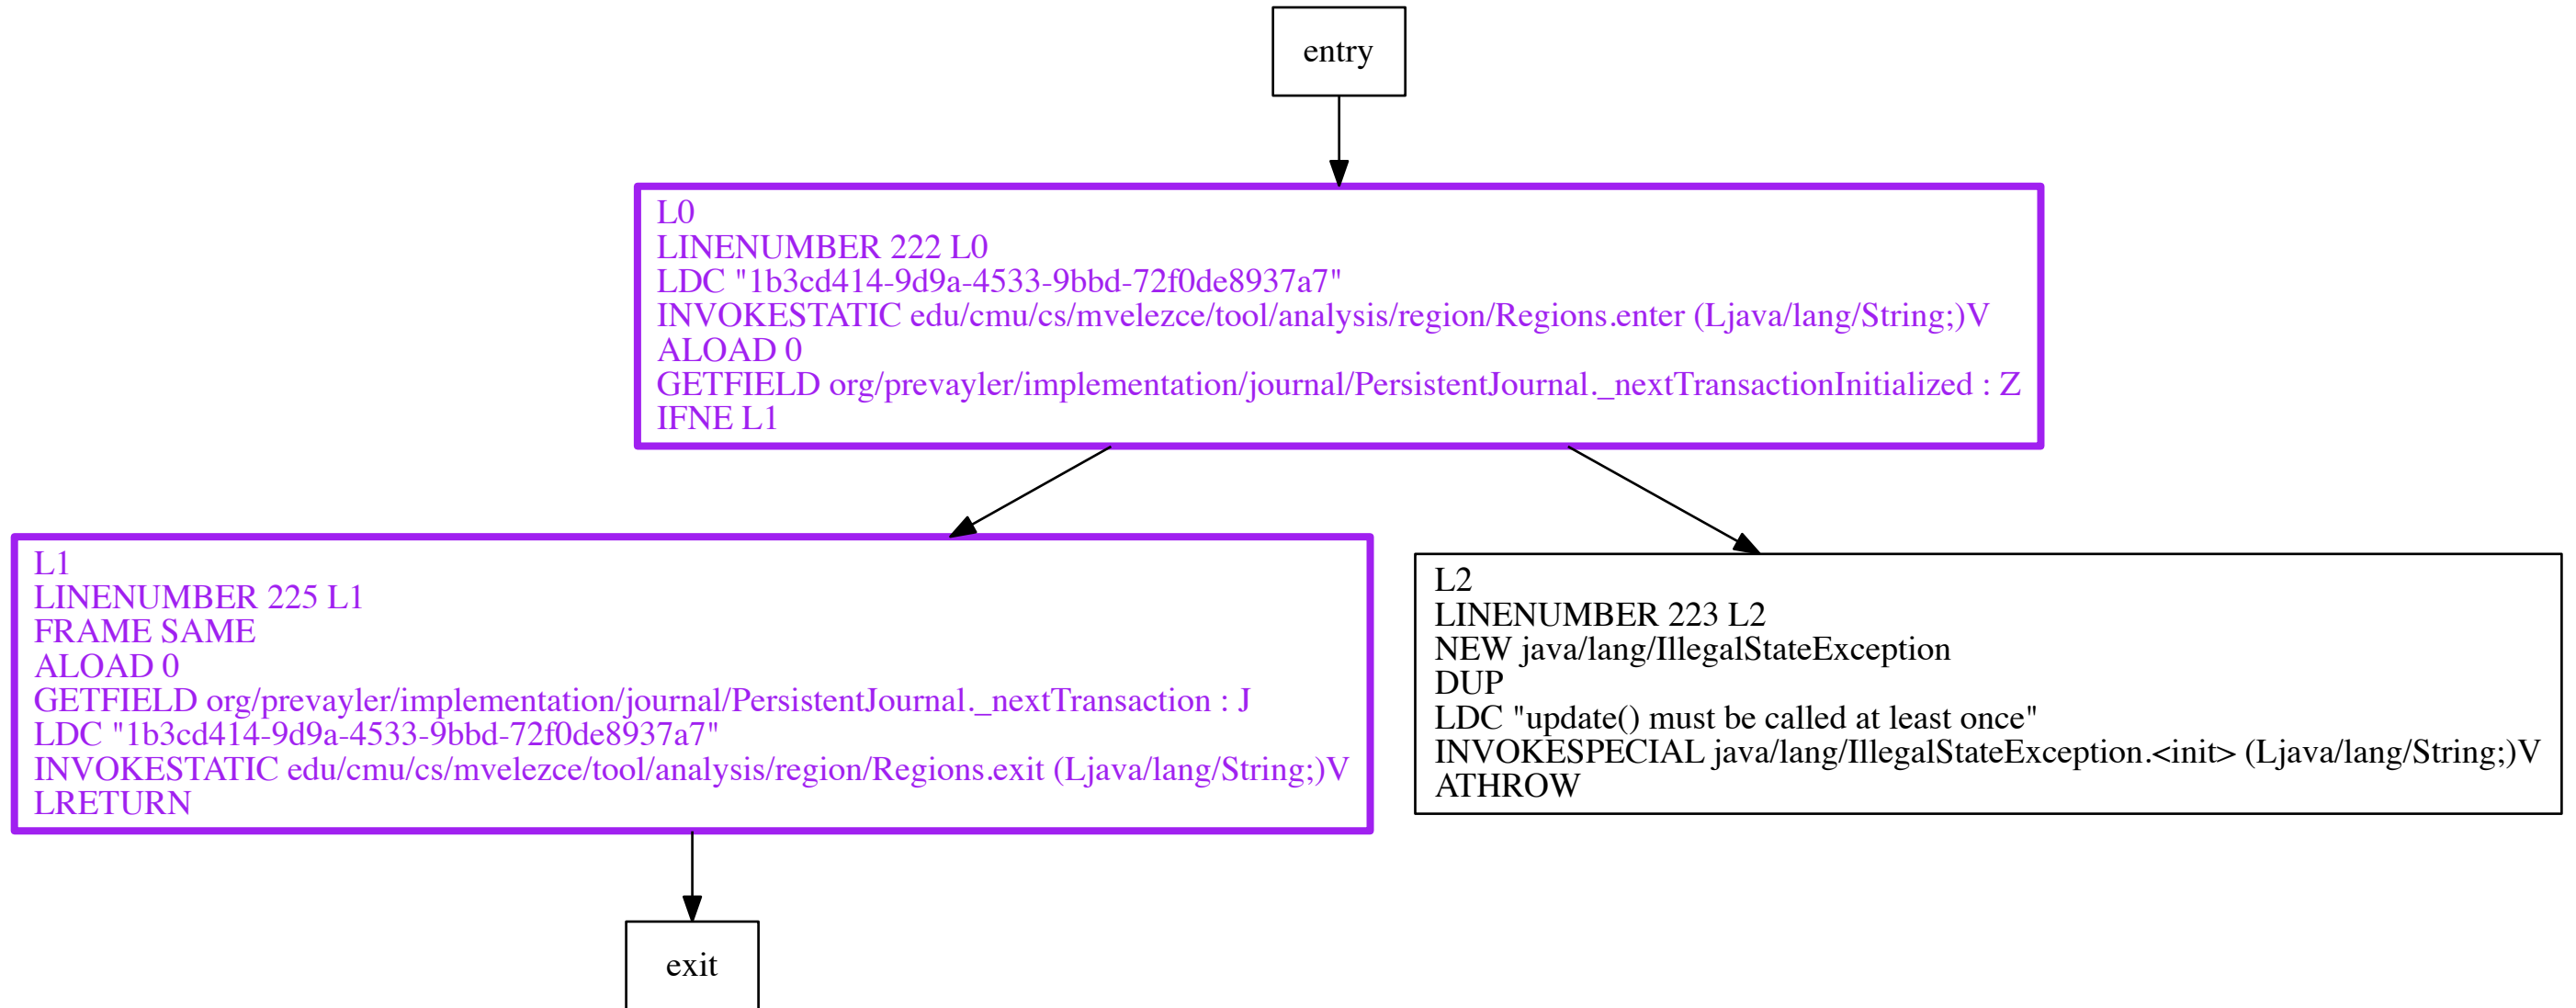 entry
L0
LINENUMBER 222 L0
LDC "1b3cd414-9d9a-4533-9bbd-72f0de8937a7"
INVOKESTATIC edu/cmu/cs/mvelezce/tool/analysis/region/Regions.enter (Ljava/lang/String;)V
ALOAD 0
GETFIELD org/prevayler/implementation/journal/PersistentJournal._nextTransactionInitialized : Z
IFNE L1
L1
LINENUMBER 225 L1
FRAME SAME
ALOAD 0
GETFIELD org/prevayler/implementation/journal/PersistentJournal._nextTransaction : J
LDC "1b3cd414-9d9a-4533-9bbd-72f0de8937a7"
INVOKESTATIC edu/cmu/cs/mvelezce/tool/analysis/region/Regions.exit (Ljava/lang/String;)V
LRETURN
L2
LINENUMBER 223 L2
NEW java/lang/IllegalStateException
DUP
LDC "update() must be called at least once"
INVOKESPECIAL java/lang/IllegalStateException.<init> (Ljava/lang/String;)V
ATHROW
exit